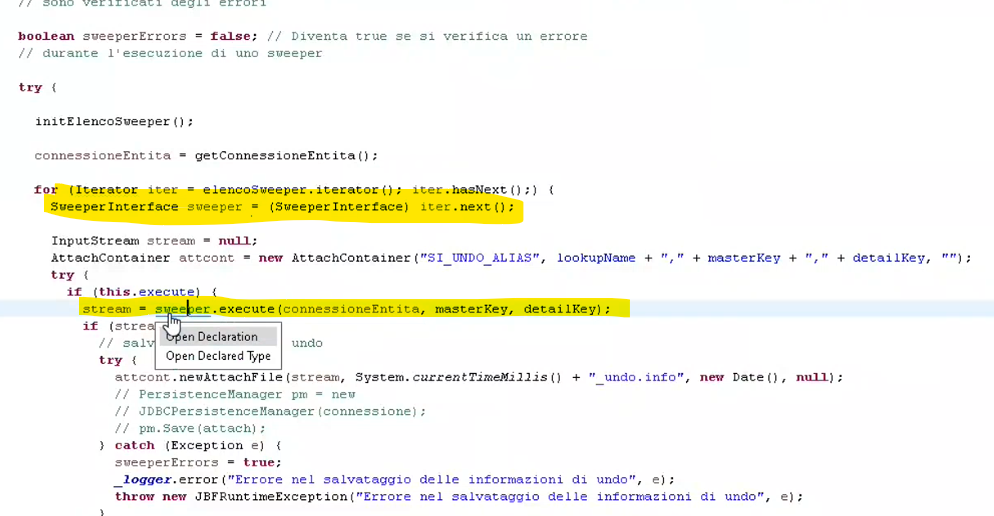 // sono verificati degli errori
boolean sweeperErrors = false; // Diventa true se si verifica un errore
// durante l'esecuzione di uno sweeper
try {
initElencoSweeper();
connessioneEntita = getConnessioneEntita();
for (Iterator iter = elencoSweeper.iterator(); iter.hasNext();) {
SweeperInterface sweeper = (SweeperInterface) iter.next();
InputStream stream = null;
AttachContainer attcont = new AttachContainer("SI_UNDO_ALIAS", lookupName + "," + masterKey + "," + detailKey, "");
try {
if (this.execute) {
stream = sweeper.execute(connessioneEntita, masterKey, detailKey);
if (strea
Open Declaration
// salv undo
Open Declared Type
try {
attcont.newAttachFile(stream, System.currentTimeMillis() + "_undo.info", new Date(), null);
// PersistenceManager pm = new
// JDBCPersistenceManager(connessione);
// pm.Save(attach);
} catch (Exception e) {
sweeperErrors = true;
_logger.error("Errore nel salvataggio delle informazioni di undo", e);
throw new JBFRuntimeException("Errore nel salvataggio delle informazioni di undo", e);
}